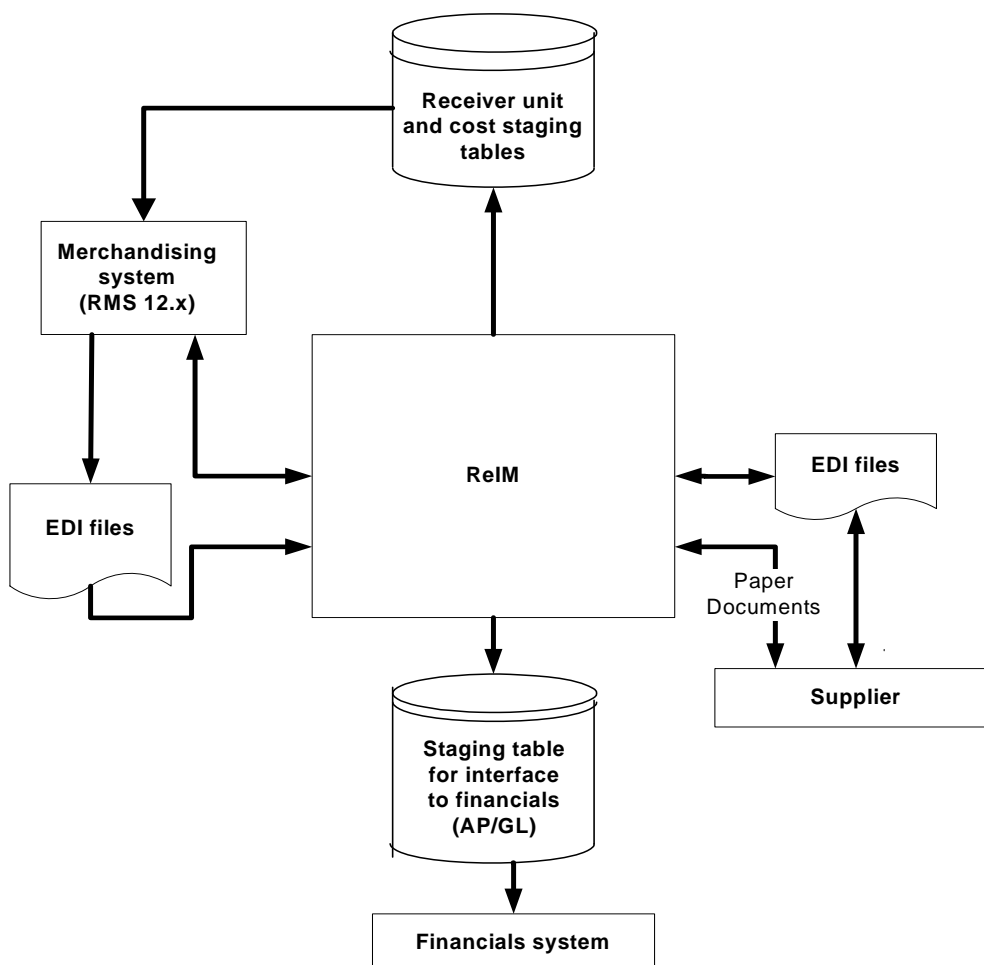 Receiver unit
and cost staging
tables
Merchandising
system
(RMS 12.x)
ReIM
EDI files
EDI files
Paper
Documents
Supplier
Staging table
for interface
to financials
(AP/GL)
Financials system